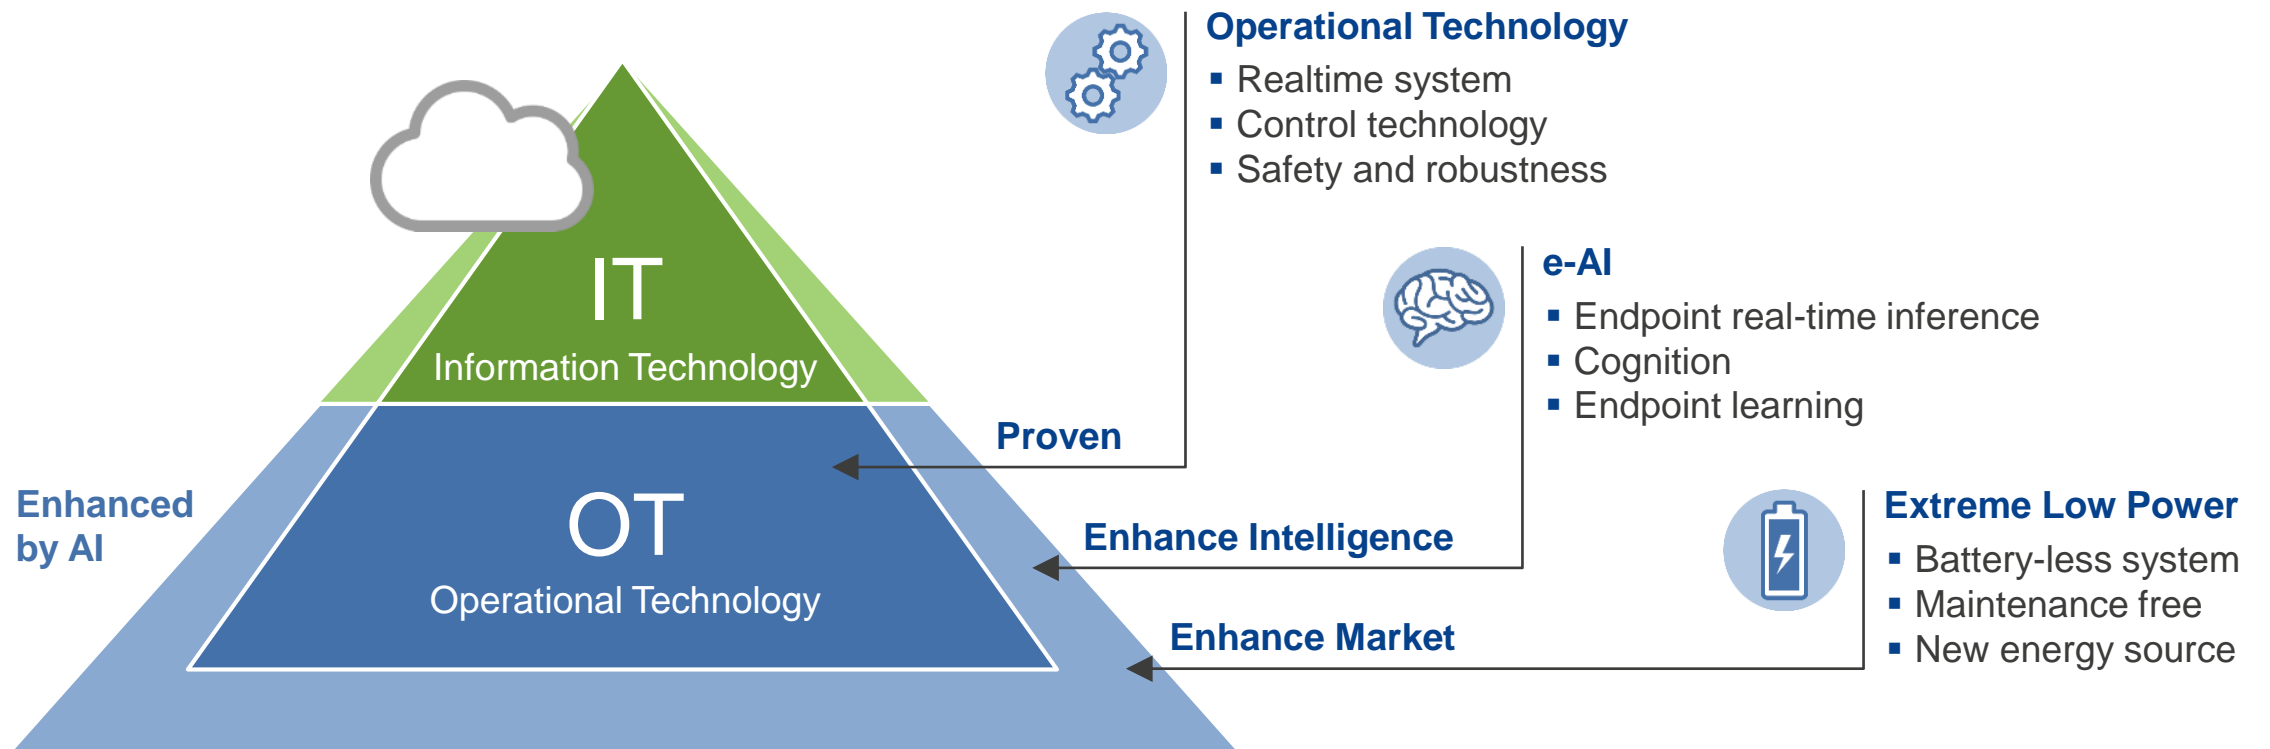 Operational Technology
Realtime system
Control technology
Safety and robustness
IT
Information Technology
e-AI
Endpoint real-time inference
Cognition
Endpoint learning
Proven
Enhanced
by AI
OT
Operational Technology
Enhance Intelligence
Extreme Low Power
Battery-less system
Maintenance free
New energy source
Enhance Market